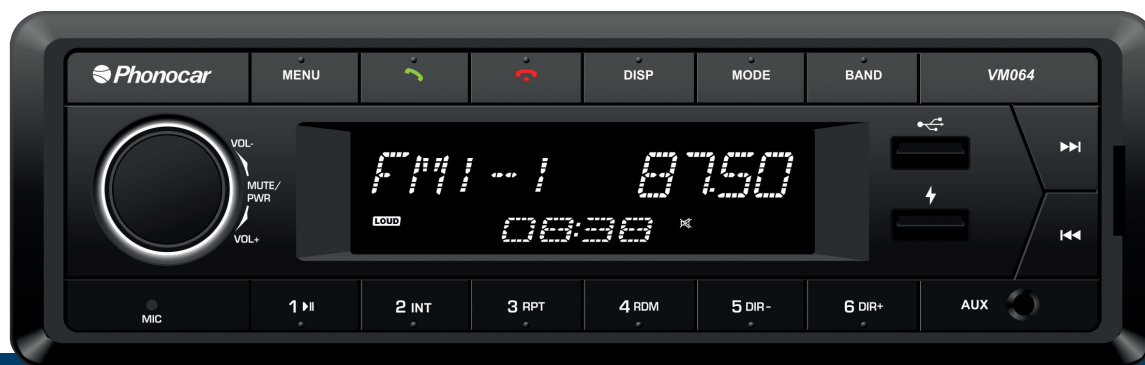 Phonocar MENU DISP MODE BAND VM064
VOL-
MUTE/
PWR
VOL+
FM1-1 87.50
LOUD 08:38
MIC 1 2 INT 3 RPT 4 RDM 5 DIR- 6 DIR+ AUX